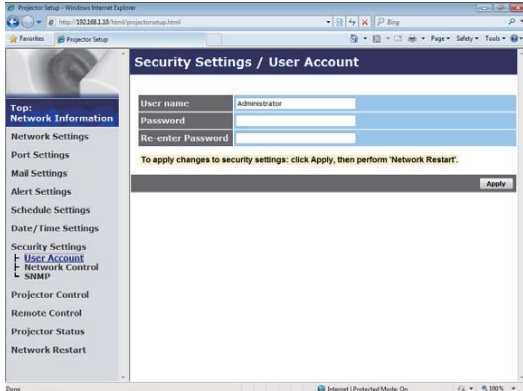 Projector Setup - Windows Internet Explorer
http://192.168.1.10/html/projectorsetup.html
Bing
Favorites
Projector Setup
Page
Safety
Tools
Security Settings / User Account
User name
Administrator
Password
Re-enter Password
To apply changes to security settings: click Apply, then perform 'Network Restart'.
Apply
Top:
Network Information
Network Settings
Port Settings
Mail Settings
Alert Settings
Schedule Settings
Date/Time Settings
Security Settings
User Account
Network Control
SNMP
Projector Control
Remote Control
Projector Status
Network Restart
Done
Internet | Protected Mode: On
100%